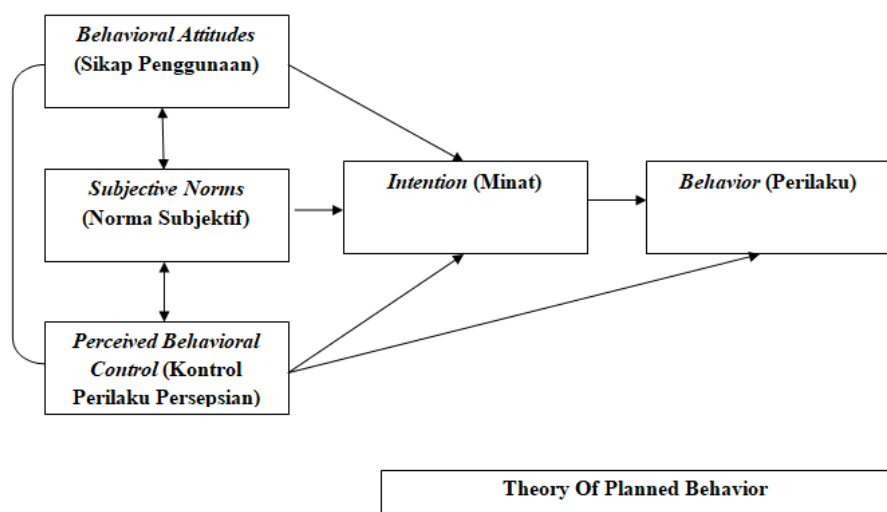 Behavioral Attitudes
(Sikap Penggunaan)
Subjective Norms
(Norma Subjektif)
Perceived Behavioral
Control (Kontrol
Perilaku Persepsian)
Intention (Minat)
Behavior (Perilaku)
Theory Of Planned Behavior